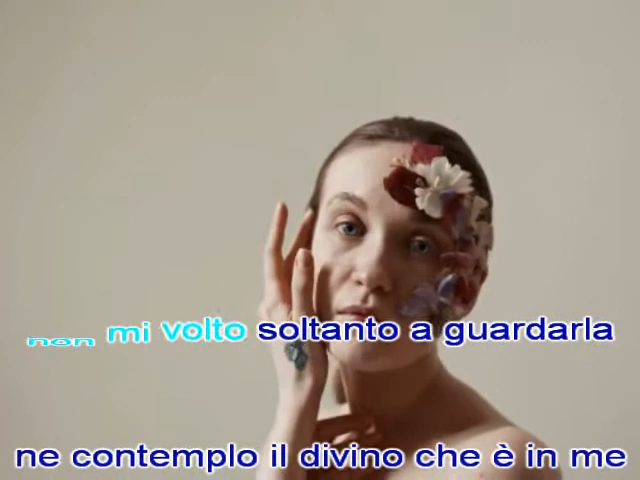 non mi volto soltanto a guardarla
ne contemplo il divino che è in me